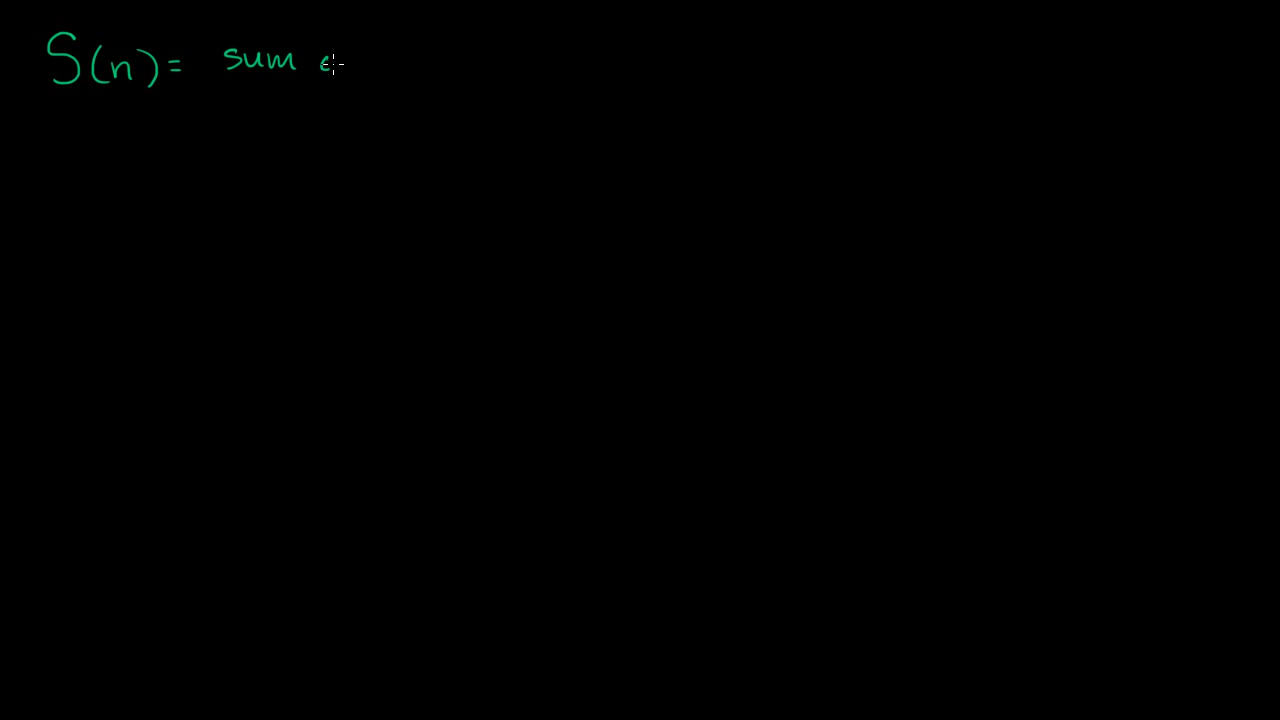 S(n) = sum